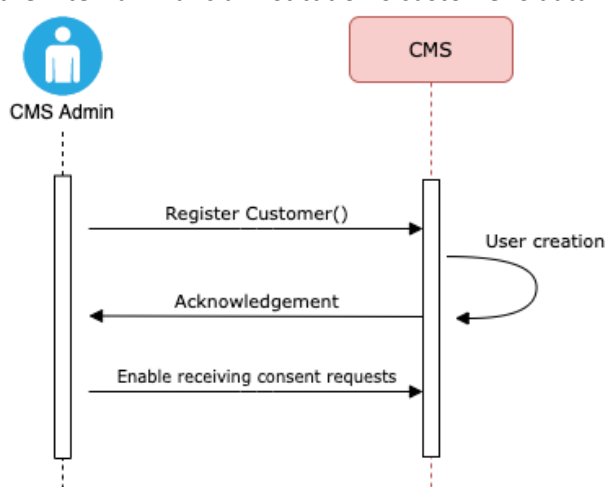 CMS
CMS Admin
Register Customer()
User creation
Acknowledgement
Enable receiving consent requests